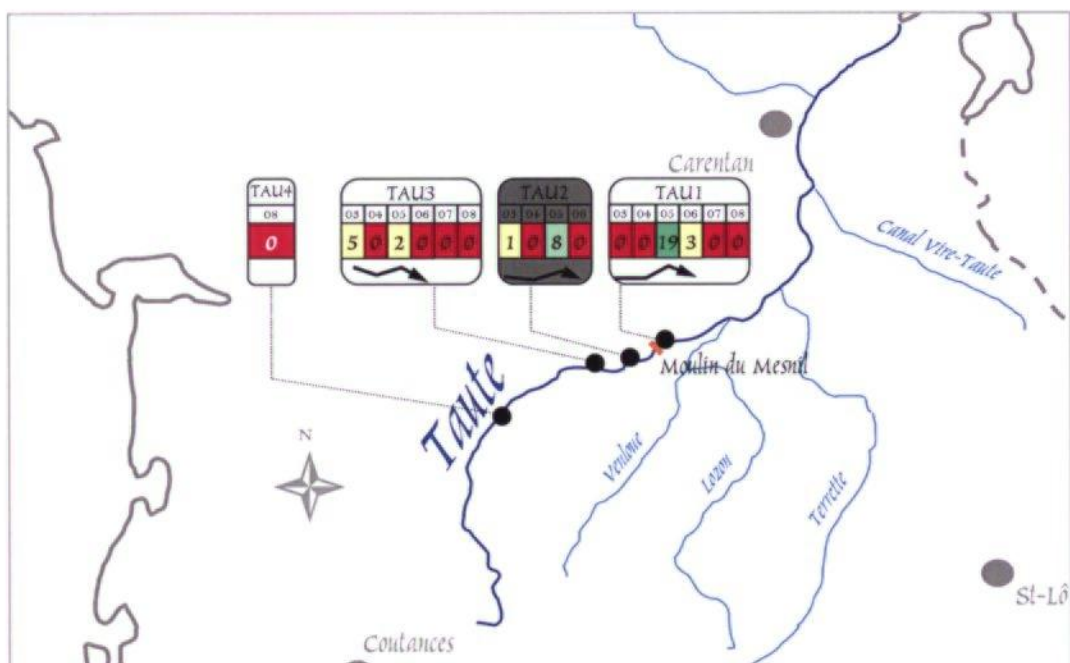 Carentan
TAU4
08
0
TAU3
03 04 05 06 07 08
5 0 2 0 0 0
TAU2
03 04 05 06
1 0 8 0
TAU1
03 04 05 06 07 08
0 0 19 3 0 0
Canal Vire-Taute
Moulin du Mesnil
Taute
N
Venloue
Lozon
Terrette
St-Lô
Coutances